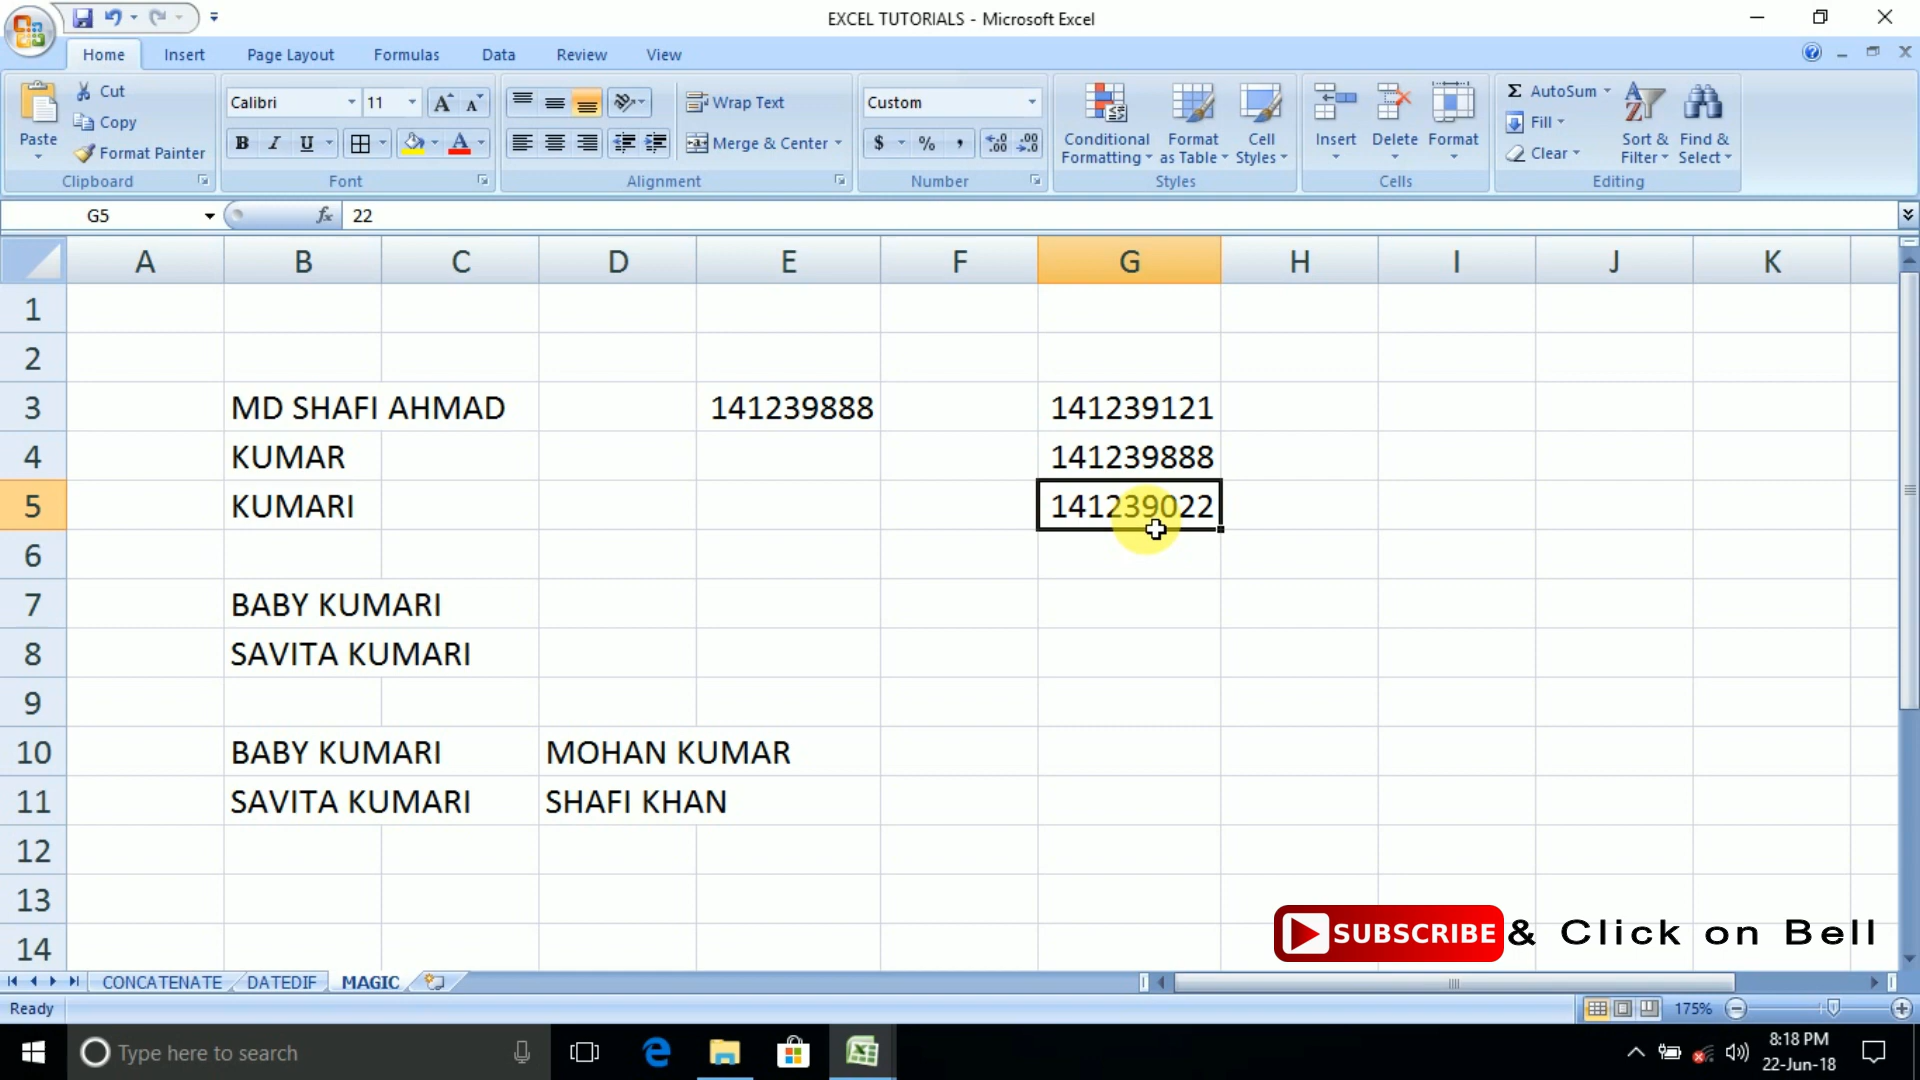 EXCEL TUTORIALS - Microsoft Excel
Home Insert Page Layout Formulas Data Review View
Paste
Cut
Copy
Format Painter
Clipboard
Calibri 11
B I U
Font
Wrap Text
Merge & Center
Alignment
Custom
$ % ,
Number
Conditional Formatting
Format as Table
Cell Styles
Styles
Insert Delete Format
Cells
Σ AutoSum
Fill
Clear
Sort & Filter
Find & Select
Editing
G5 fx 22
A B C D E F G H I J K
1
2
3 MD SHAFI AHMAD 141239888 141239121
4 KUMAR 141239888
5 KUMARI 141239022
6
7 BABY KUMARI
8 SAVITA KUMARI
9
10 BABY KUMARI MOHAN KUMAR
11 SAVITA KUMARI SHAFI KHAN
12
13
14
SUBSCRIBE & Click on Bell
CONCATENATE DATEDIF MAGIC
Ready 175%
Type here to search
8:18 PM
22-Jun-18